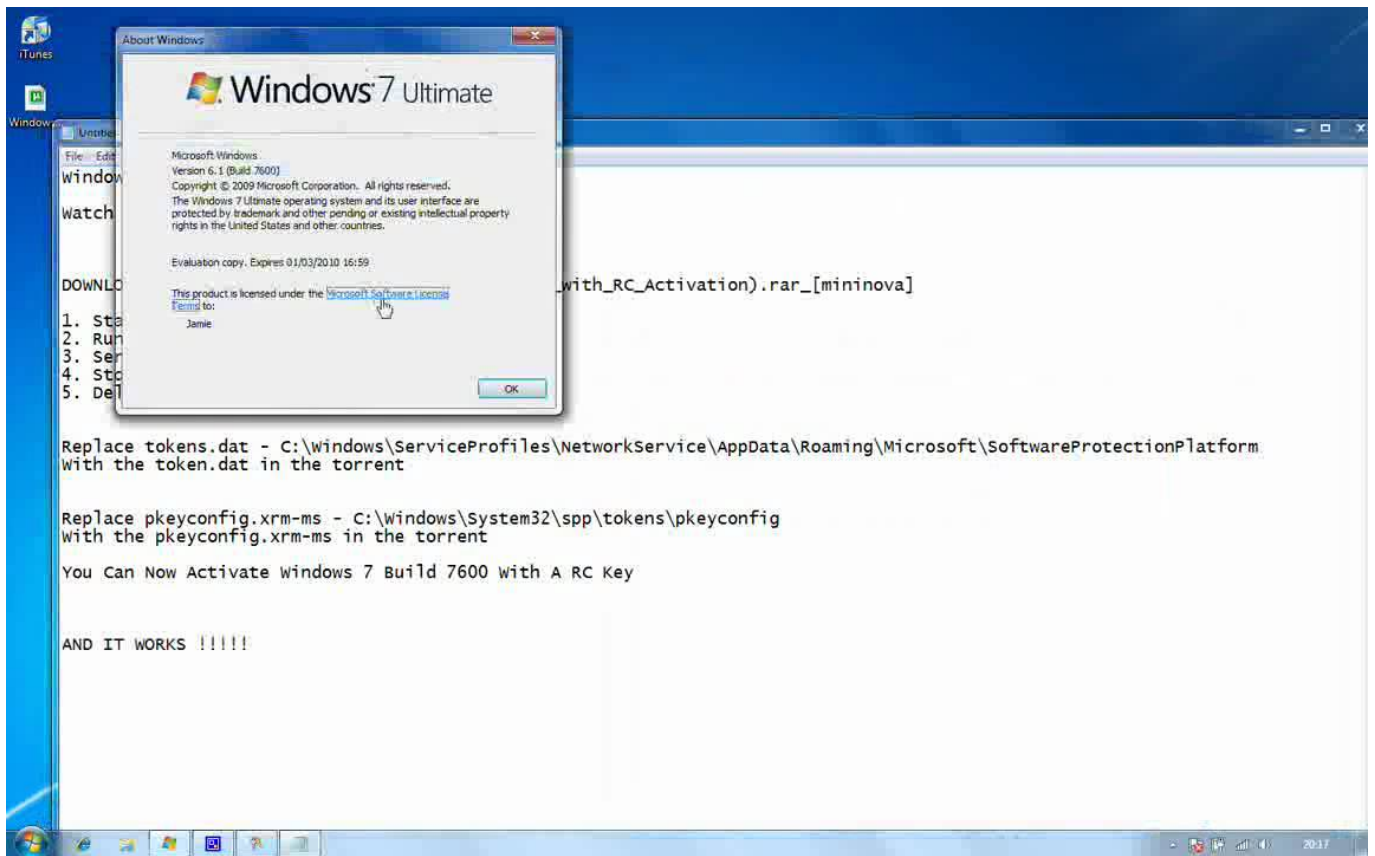 iTunes
About Windows
Windows 7 Ultimate
Window
File Edit
Microsoft Windows
Version 6.1 (Build 7600)
Copyright © 2009 Microsoft Corporation. All rights reserved.
The Windows 7 Ultimate operating system and its user interface are
protected by trademark and other pending or existing intellectual property
rights in the United States and other countries.
Evaluation copy. Expires 01/03/2010 16:59
This product is licensed under the Microsoft Software License
Terms to:
Jamie
OK
Window
Watch
DOWNLO with_RC_Activation).rar_[mininova]
1. Sta
2. Run
3. Ser
4. Sto
5. Del
Replace tokens.dat - C:\Windows\ServiceProfiles\NetworkService\AppData\Roaming\Microsoft\SoftwareProtectionPlatform
With the token.dat in the torrent
Replace pkeyconfig.xrm-ms - C:\Windows\System32\spp\tokens\pkeyconfig
With the pkeyconfig.xrm-ms in the torrent
You Can Now Activate Windows 7 Build 7600 With A RC Key
AND IT WORKS !!!!!
20:17